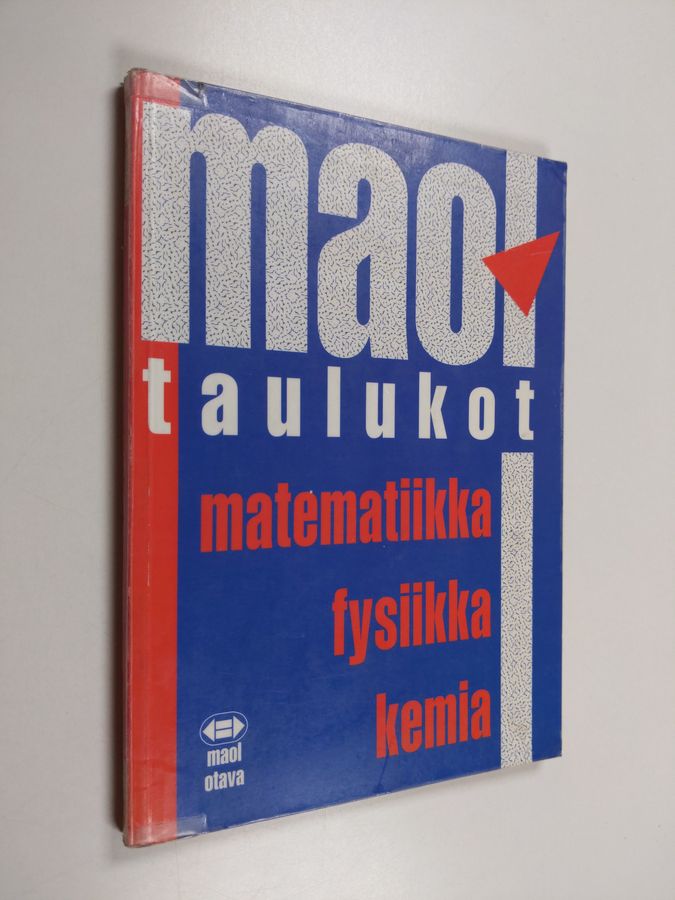 maol
taulukot
matematiikka
fysiikka
kemia
maol
otava